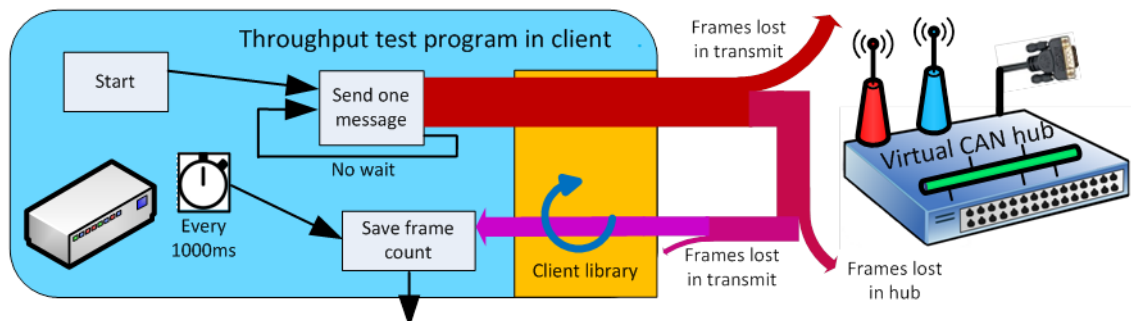 Throughput test program in client
Frames lost
in transmit
Start
Send one
message
No wait
Virtual CAN hub
Every
1000ms
Save frame
count
Client library
Frames lost
in transmit
Frames lost
in hub